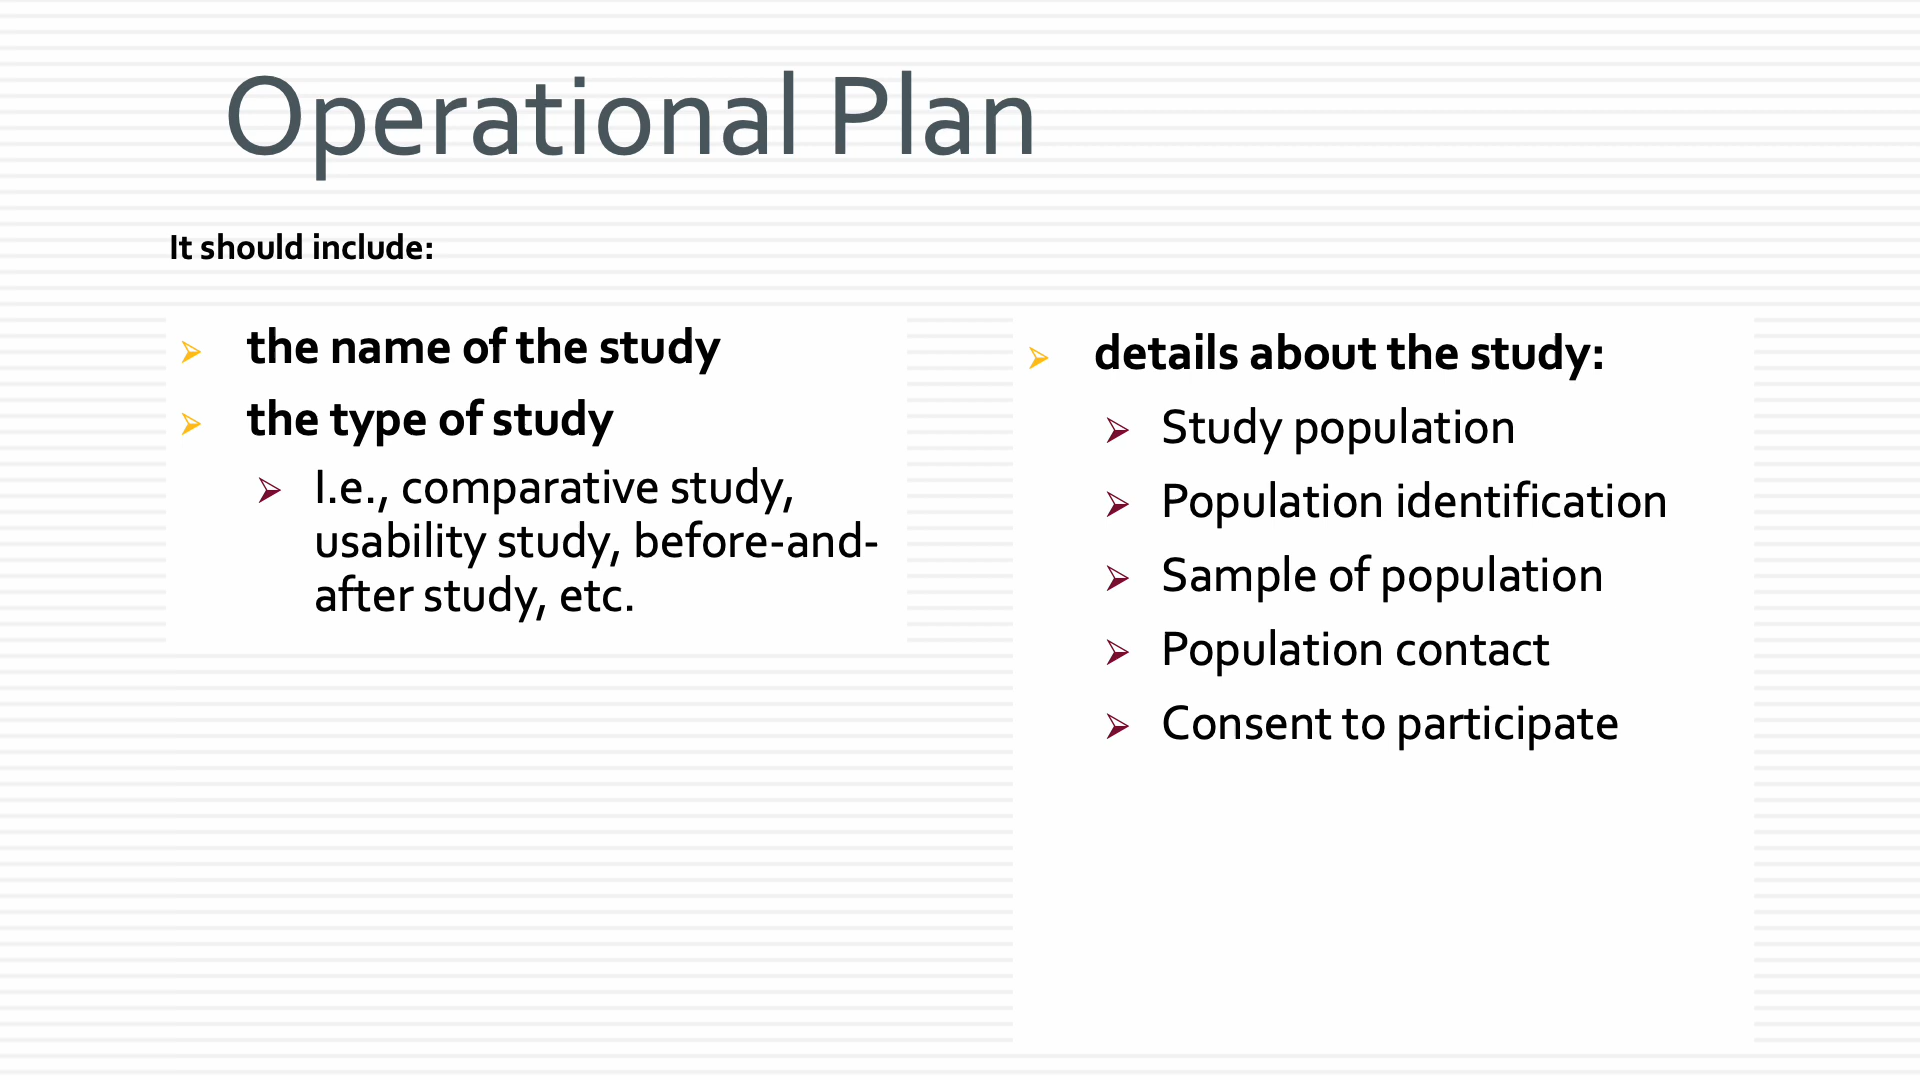 Operational Plan
It should include:
the name of the study
the type of study
I.e., comparative study,
usability study, before-and-
after study, etc.
details about the study:
Study population
Population identification
Sample of population
Population contact
Consent to participate